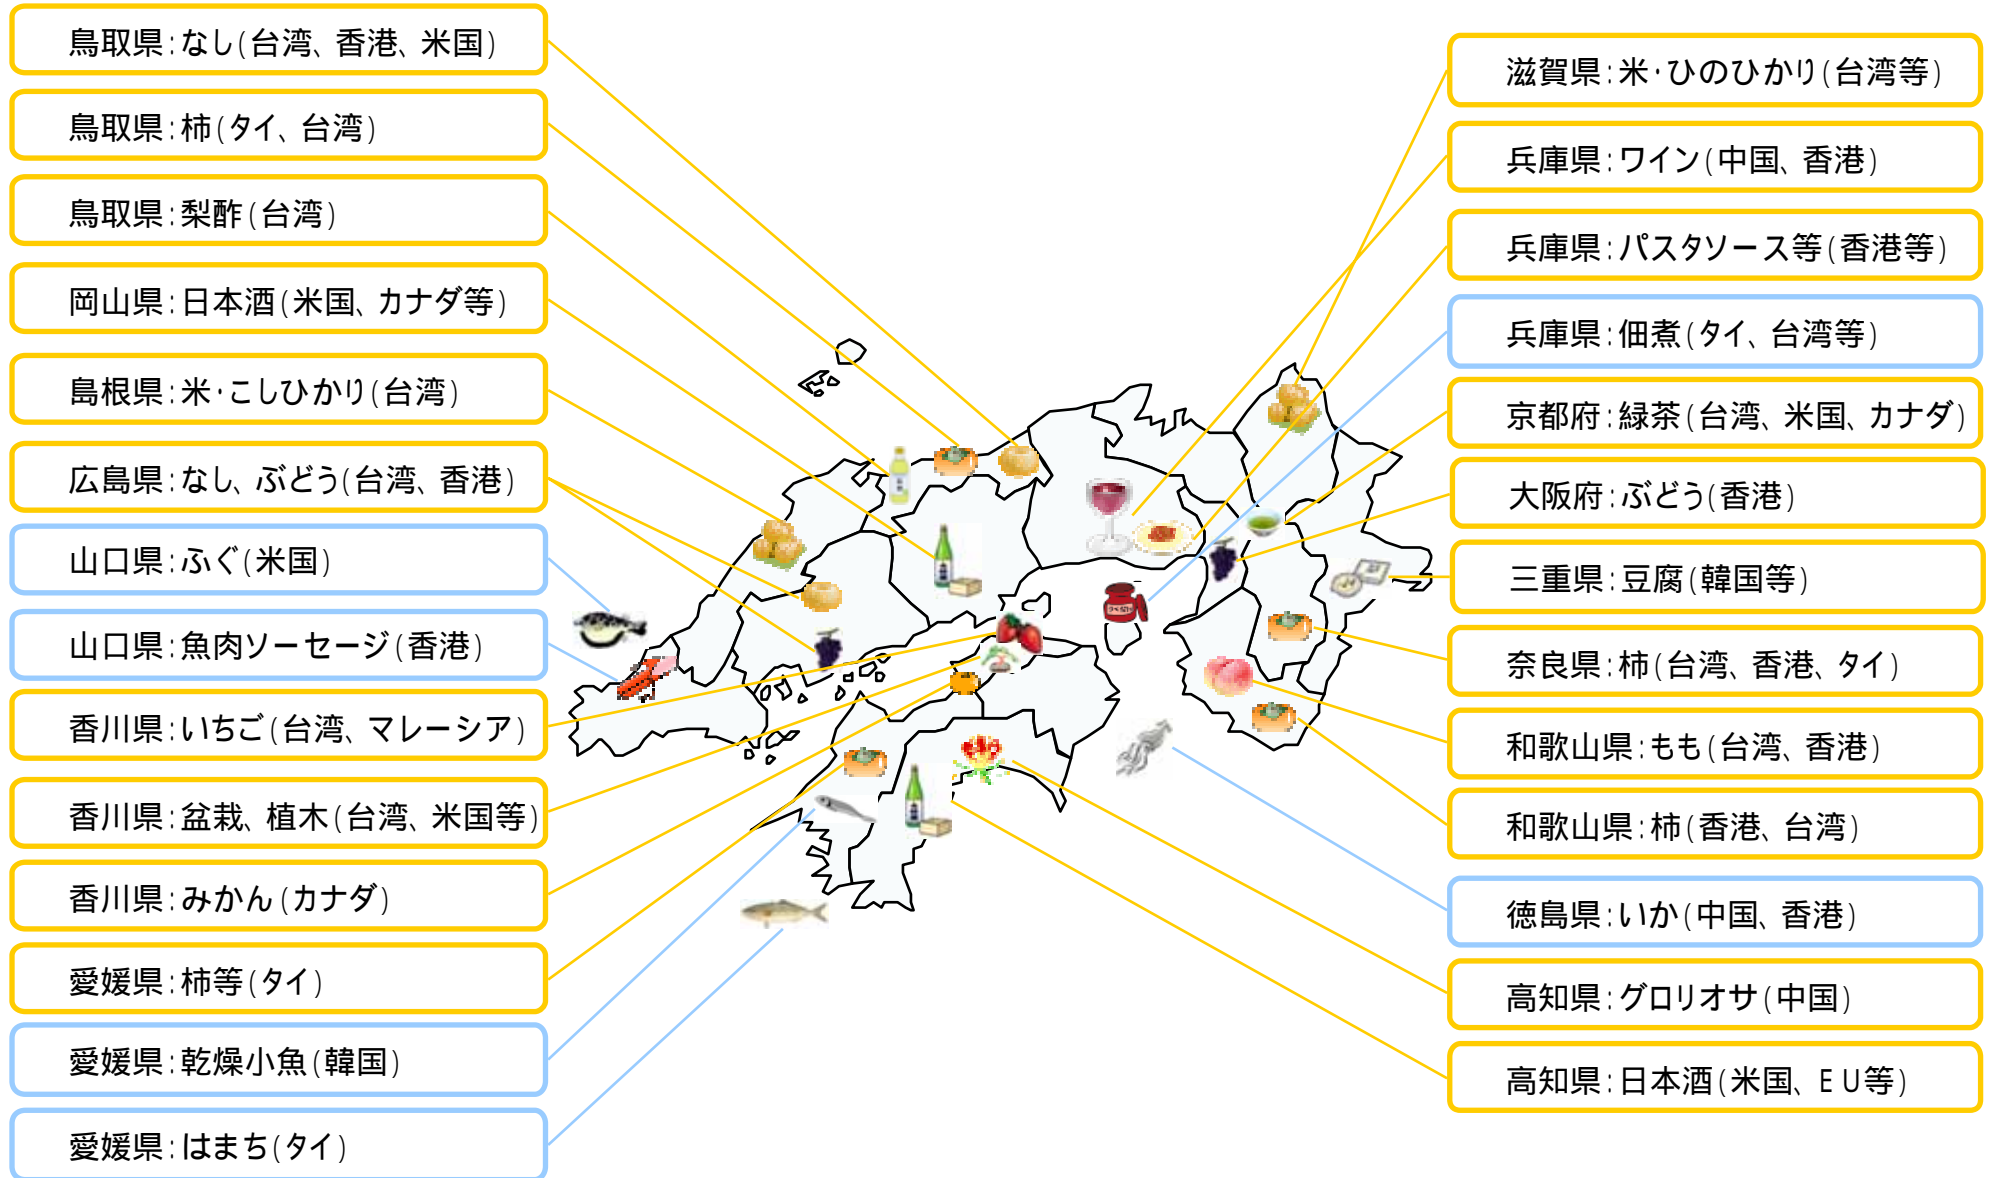 鳥取県：なし（台湾、香港、米国）
鳥取県：柿（タイ、台湾）
鳥取県：梨酢（台湾）
岡山県：日本酒（米国、カナダ等）
島根県：米・こしひかり（台湾）
広島県：なし、ぶどう（台湾、香港）
山口県：ふぐ（米国）
山口県：魚肉ソーセージ（香港）
香川県：いちご（台湾、マレーシア）
香川県：盆栽、植木（台湾、米国等）
香川県：みかん（カナダ）
愛媛県：柿等（タイ）
愛媛県：乾燥小魚（韓国）
愛媛県：はまち（タイ）
滋賀県：米・ひのひかり（台湾等）
兵庫県：ワイン（中国、香港）
兵庫県：パスタソース等（香港等）
兵庫県：佃煮（タイ、台湾等）
京都府：緑茶（台湾、米国、カナダ）
大阪府：ぶどう（香港）
三重県：豆腐（韓国等）
奈良県：柿（台湾、香港、タイ）
和歌山県：もも（台湾、香港）
和歌山県：柿（香港、台湾）
徳島県：いか（中国、香港）
高知県：グロリオサ（中国）
高知県：日本酒（米国、ＥＵ等）